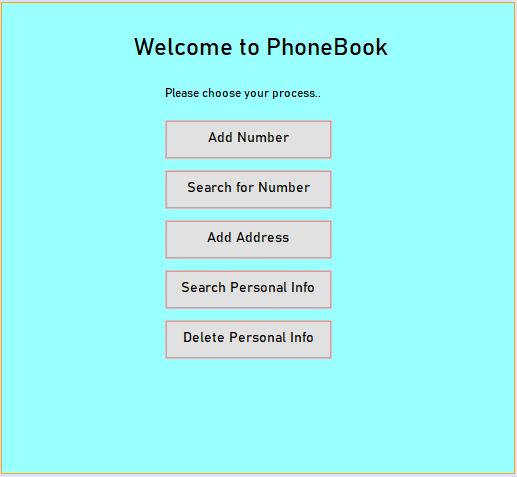 Welcome to PhoneBook
Please choose your process..
Add Number
Search for Number
Add Address
Search Personal Info
Delete Personal Info